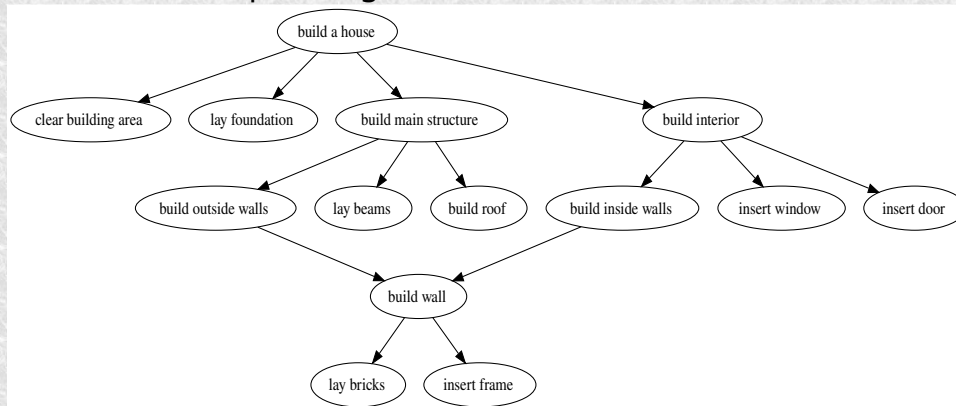 build a house
clear building area
lay foundation
build main structure
build interior
build outside walls
lay beams
build roof
build inside walls
insert window
insert door
build wall
lay bricks
insert frame